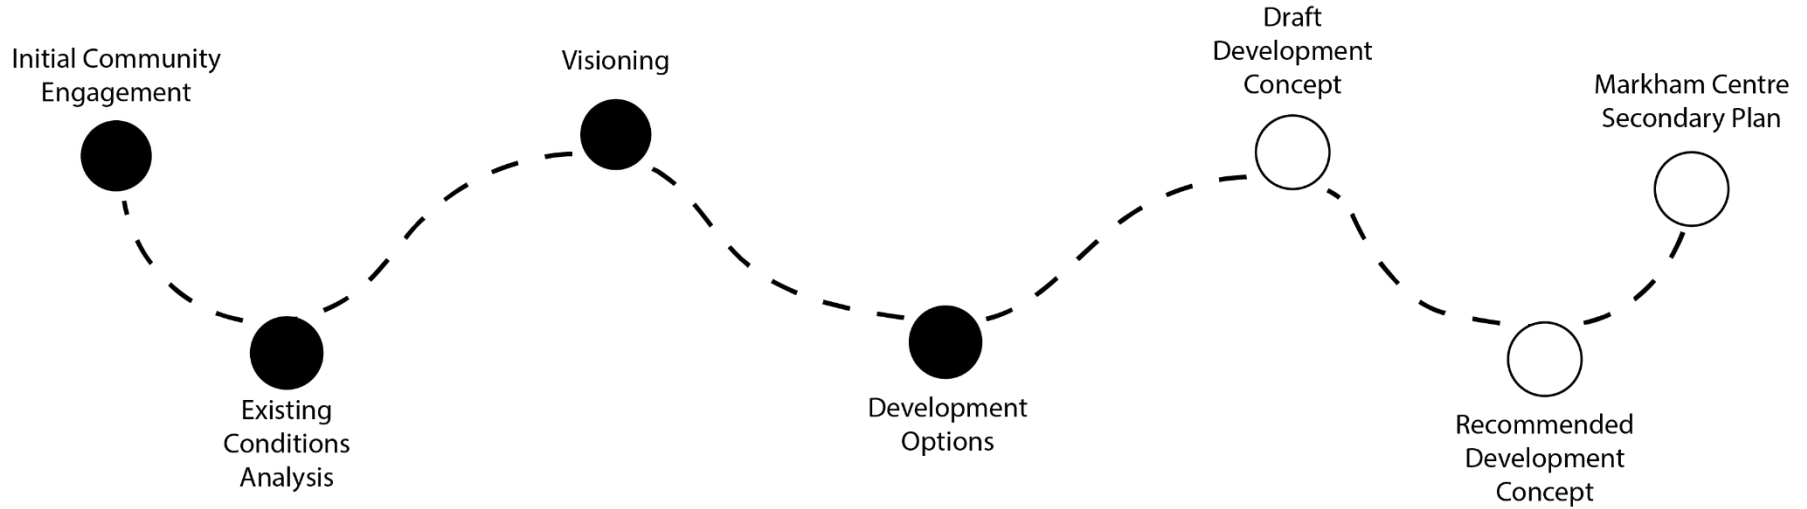 Initial Community
Engagement
Existing
Conditions
Analysis
Visioning
Development
Options
Draft
Development
Concept
Recommended
Development
Concept
Markham Centre
Secondary Plan